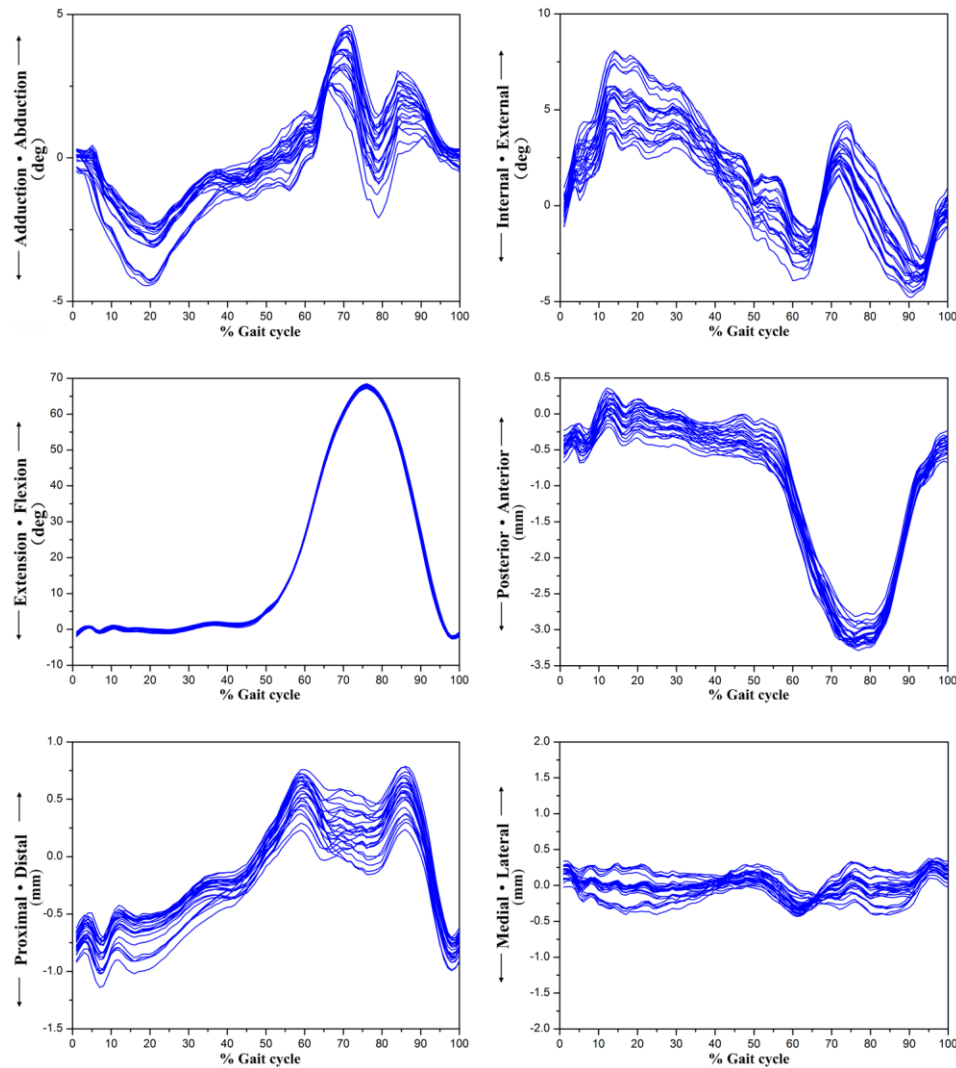 5
0
-5
0 10 20 30 40 50 60 70 80 90 100
% Gait cycle
Adduction • Abduction
(deg)
10
5
0
-5
0 10 20 30 40 50 60 70 80 90 100
% Gait cycle
Internal • External
(deg)
70
60
50
40
30
20
10
0
-10
0 10 20 30 40 50 60 70 80 90 100
% Gait cycle
Extension • Flexion
(deg)
0.5
0.0
-0.5
-1.0
-1.5
-2.0
-2.5
-3.0
-3.5
0 10 20 30 40 50 60 70 80 90 100
% Gait cycle
Posterior • Anterior
(mm)
1.0
0.5
0.0
-0.5
-1.0
-1.5
0 10 20 30 40 50 60 70 80 90 100
% Gait cycle
Proximal • Distal
(mm)
2.0
1.5
1.0
0.5
0.0
-0.5
-1.0
-1.5
-2.0
0 10 20 30 40 50 60 70 80 90 100
% Gait cycle
Medial • Lateral
(mm)